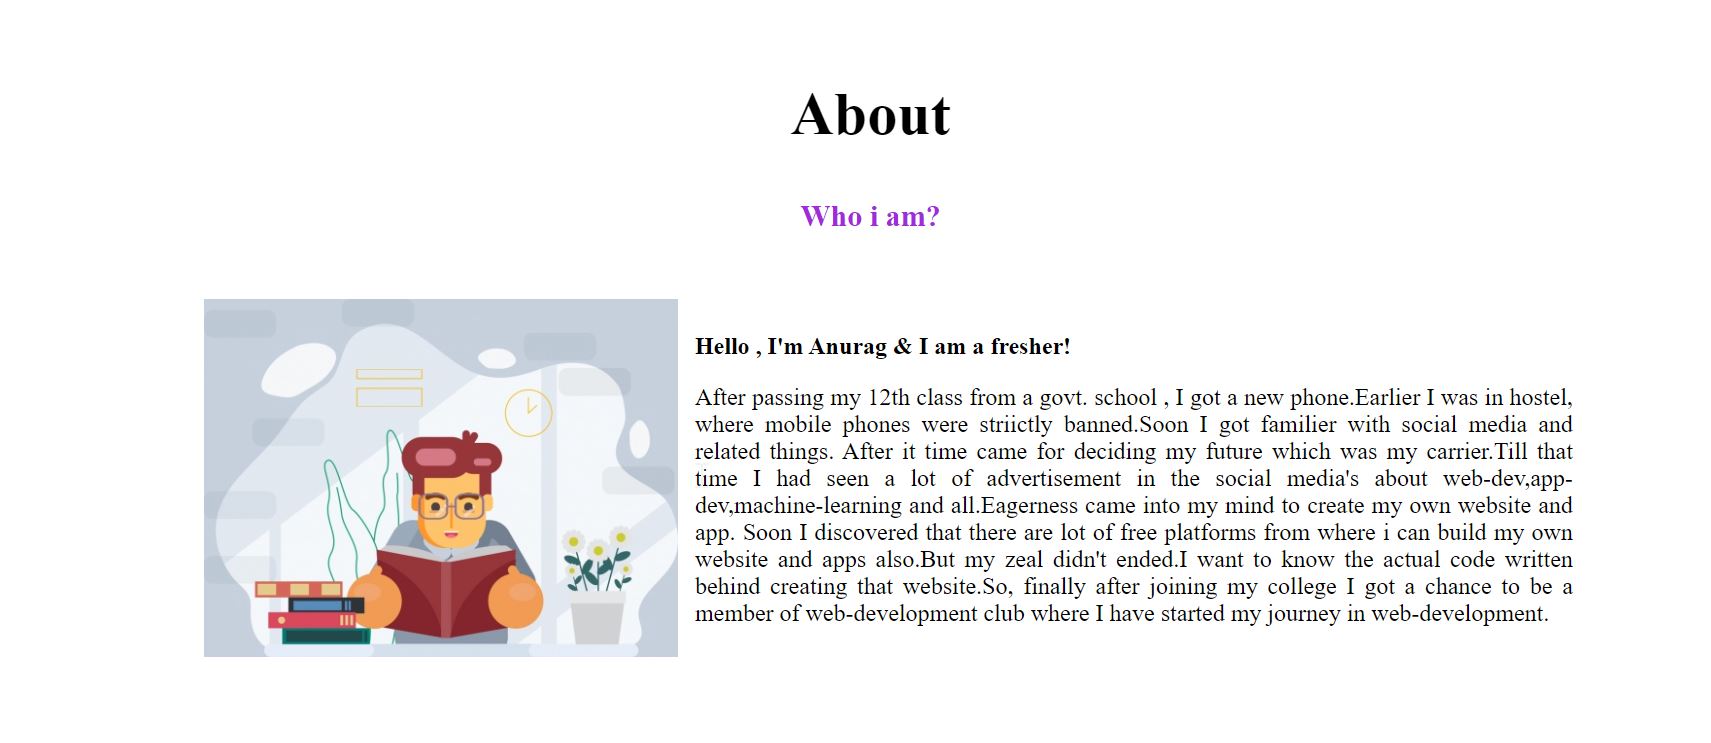 About
Who i am?
Hello , I'm Anurag & I am a fresher!
After passing my 12th class from a govt. school , I got a new phone.Earlier I was in hostel,
where mobile phones were striictly banned.Soon I got familier with social media and
related things. After it time came for deciding my future which was my carrier.Till that
time I had seen a lot of advertisement in the social media's about web-dev,app-
dev,machine-learning and all.Eagerness came into my mind to create my own website and
app. Soon I discovered that there are lot of free platforms from where i can build my own
website and apps also.But my zeal didn't ended.I want to know the actual code written
behind creating that website.So, finally after joining my college I got a chance to be a
member of web-development club where I have started my journey in web-development.